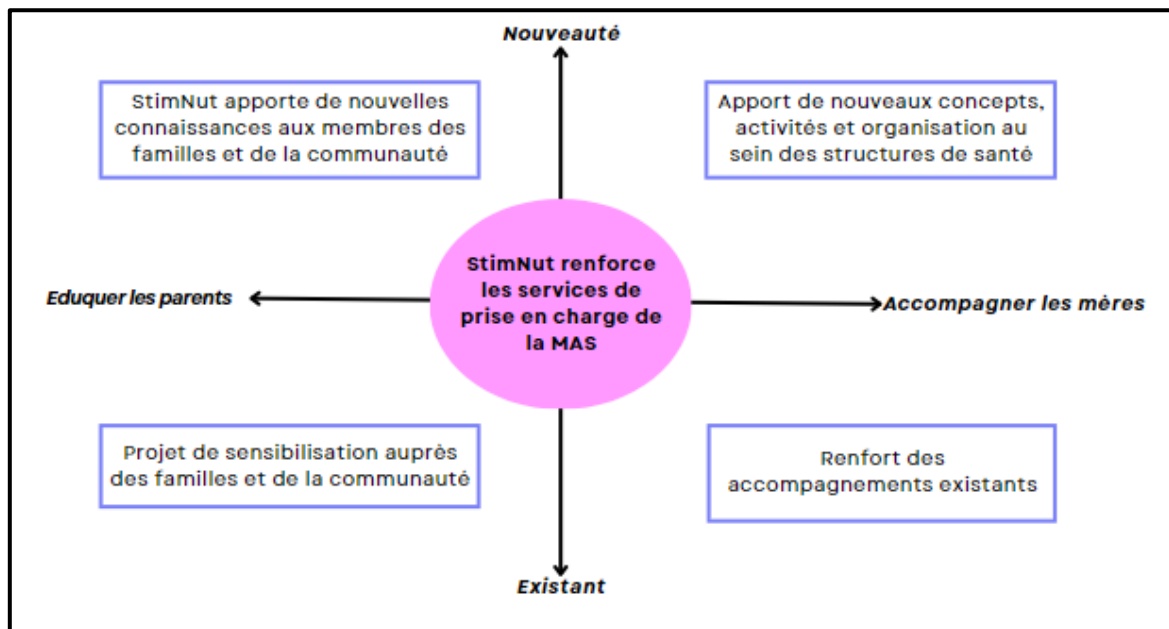 Nouveauté
StimNut apporte de nouvelles
connaissances aux membres des
familles et de la communauté
Apport de nouveaux concepts,
activités et organisation au
sein des structures de santé
StimNut renforce
les services de
prise en charge de
la MAS
Eduquer les parents
Accompagner les mères
Projet de sensibilisation auprès
des familles et de la communauté
Renfort des
accompagnements existants
Existant